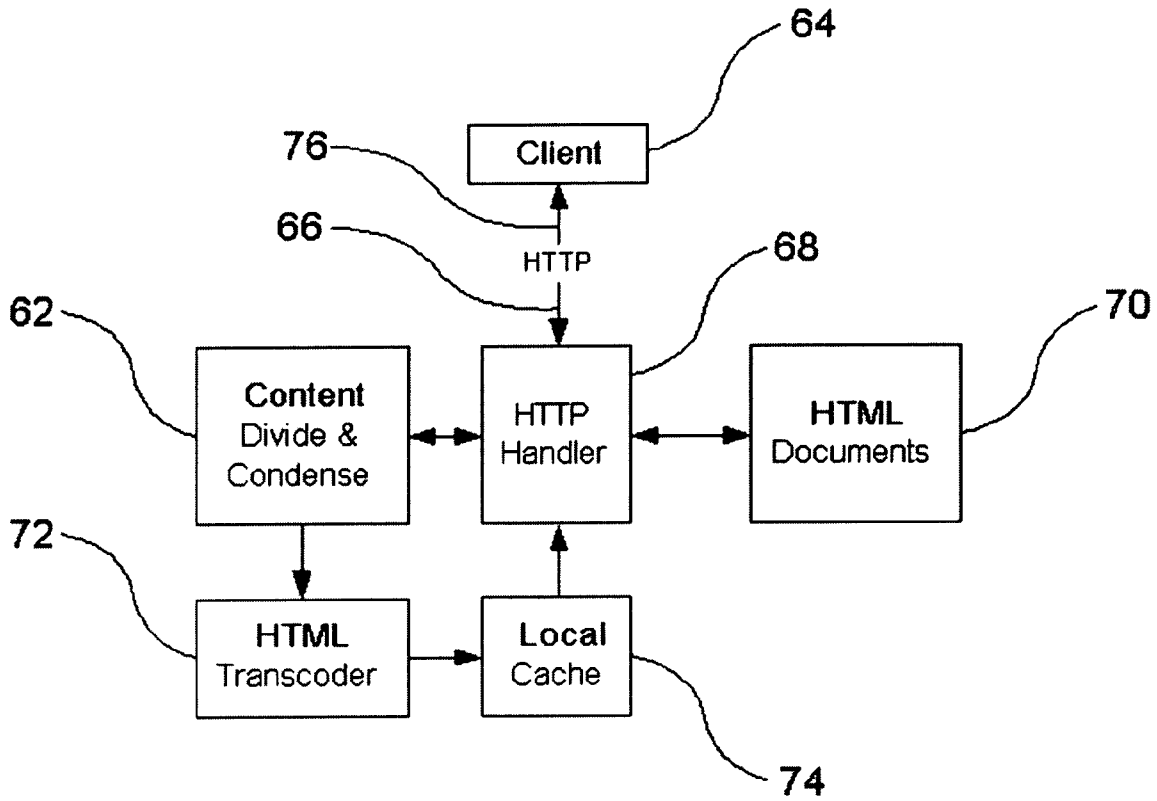 64
76
Client
66
HTTP
68
62
70
Content
Divide &
Condense
HTTP
Handler
HTML
Documents
72
HTML
Transcoder
Local
Cache
74